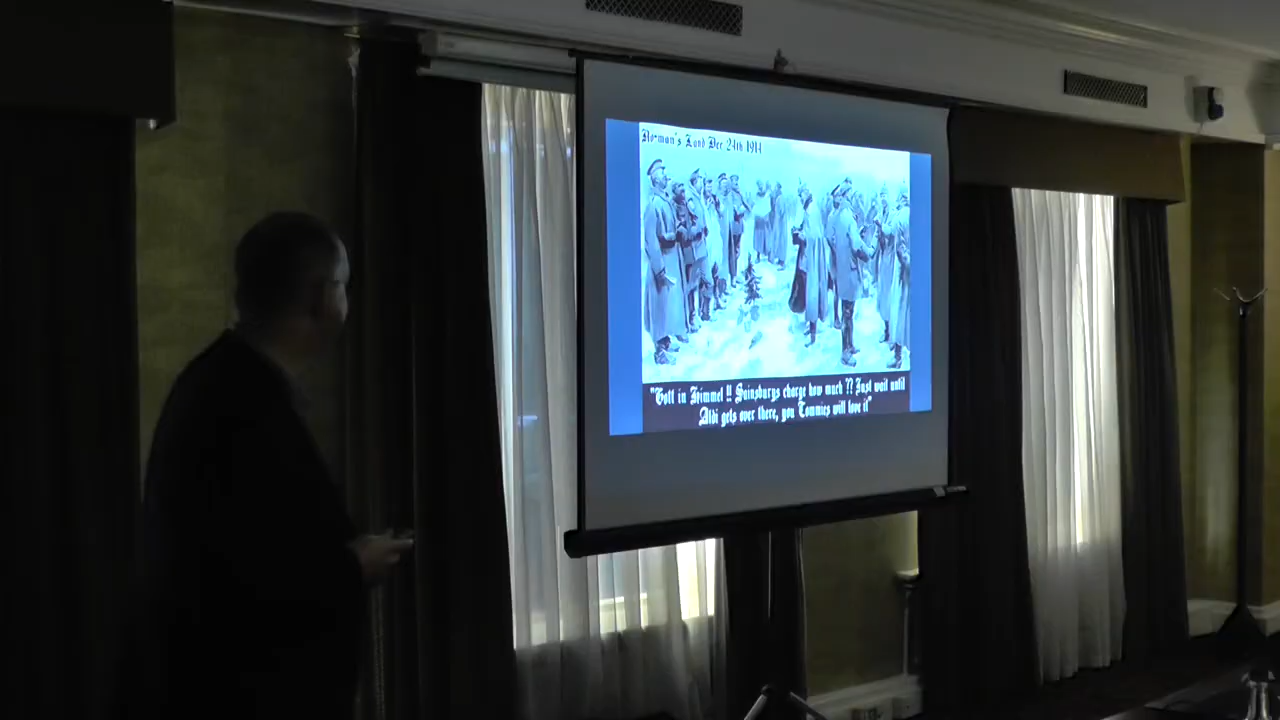 No-man's Land Dec 24th 1914
"Gott in Himmel !! Sainsburys charge how much ?? Just wait until
Aldi gets over there, you Tommies will love it"